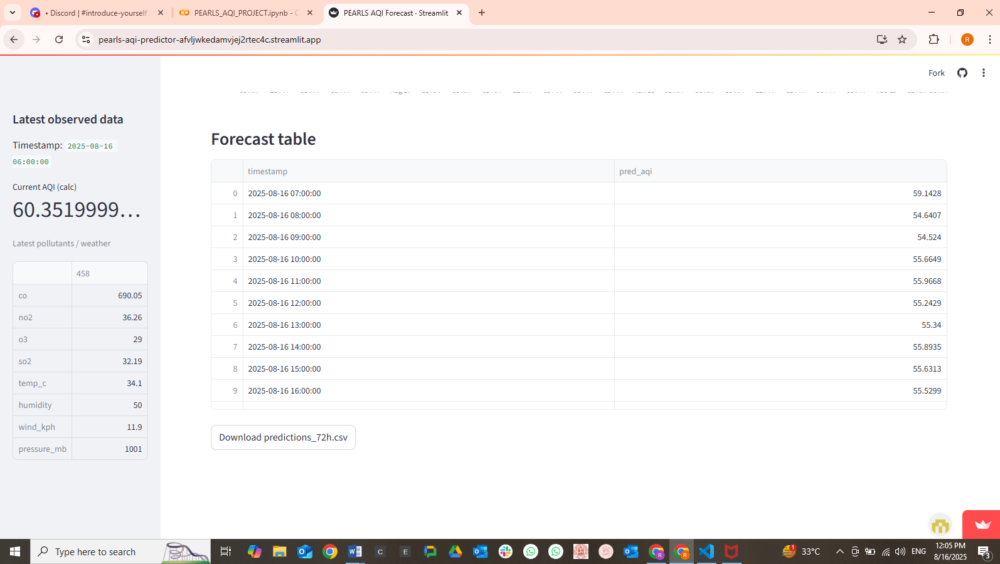 • Discord | #introduce-yourself
PEARLS_AQI_PROJECT.ipynb - C
PEARLS AQI Forecast · Streamlit
pearls-aqi-predictor-afvljwkedamvjej2rtec4c.streamlit.app
R
Fork
Latest observed data
Timestamp: 2025-08-16
06:00:00
Current AQI (calc)
60.3519999...
Latest pollutants / weather
458
co 690.05
no2 36.26
o3 29
so2 32.19
temp_c 34.1
humidity 50
wind_kph 11.9
pressure_mb 1001
Forecast table
timestamp pred_aqi
0 2025-08-16 07:00:00 59.1428
1 2025-08-16 08:00:00 54.6407
2 2025-08-16 09:00:00 54.524
3 2025-08-16 10:00:00 55.6649
4 2025-08-16 11:00:00 55.9668
5 2025-08-16 12:00:00 55.2429
6 2025-08-16 13:00:00 55.34
7 2025-08-16 14:00:00 55.8935
8 2025-08-16 15:00:00 55.6313
9 2025-08-16 16:00:00 55.5299
Download predictions_72h.csv
Type here to search
C
E
R
R
1
33°C
ENG
12:05 PM
8/16/2025
3